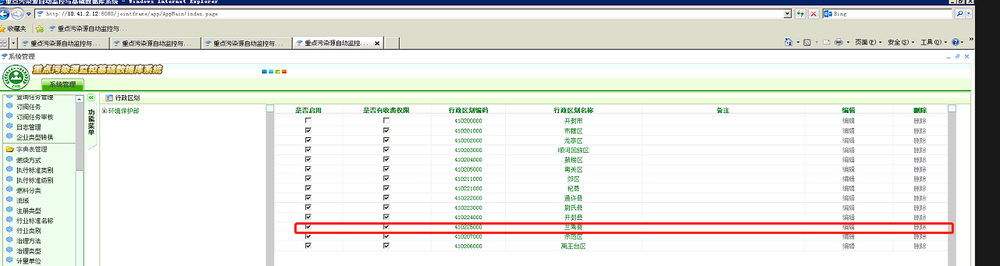 重点污染源自动监控与基础数据库系统 - Windows Internet Explorer
http://10.41.2.12:8080/jointframe/app/AppMain!index.page
Bing
收藏夹 重点污染源自动监控与...
重点污染源自动监控与... 重点污染源自动监控与... 重点污染源自动监控与... 重点污染源自动监控... 页面(P) 安全(S) 工具(O)
系统管理
重点污染源监控基础数据库系统
ZHB
系统管理
查询任务管理
订阅任务
订阅任务审核
日志管理
企业类型转换
字典表管理
燃烧方式
执行标准类别
执行标准级别
燃料分类
流域
注册类型
行业标准名称
行业类别
治理方法
治理类型
计量单位
功能菜单
行政区划
环境保护部
是否启用 是否有收费权限 行政区划编码 行政区划名称 备注 编辑 删除
410200000 开封市 编辑 删除
410201000 市辖区 编辑 删除
410202000 龙亭区 编辑 删除
410203000 顺河回族区 编辑 删除
410204000 鼓楼区 编辑 删除
410205000 南关区 编辑 删除
410211000 郊区 编辑 删除
410221000 杞县 编辑 删除
410222000 通许县 编辑 删除
410223000 尉氏县 编辑 删除
410224000 开封县 编辑 删除
410225000 兰考县 编辑 删除
410207000 示范区 编辑 删除
410206000 禹王台区 编辑 删除